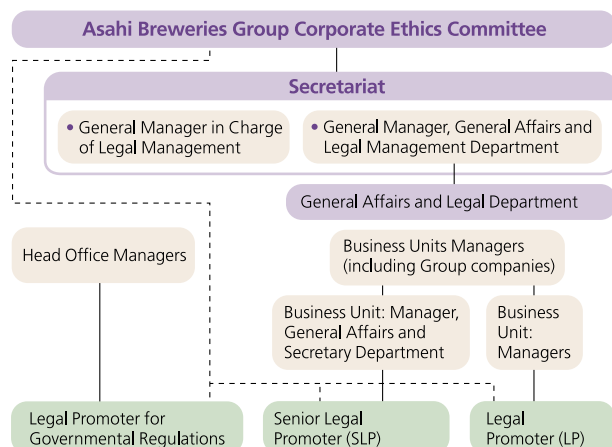 Asahi Breweries Group Corporate Ethics Committee
Secretariat
• General Manager in Charge
of Legal Management
• General Manager, General Affairs and
Legal Management Department
General Affairs and Legal Department
Head Office Managers
Business Units Managers
(including Group companies)
Business Unit: Manager,
General Affairs and
Secretary Department
Business
Unit:
Managers
Legal Promoter for
Governmental Regulations
Senior Legal
Promoter (SLP)
Legal
Promoter (LP)